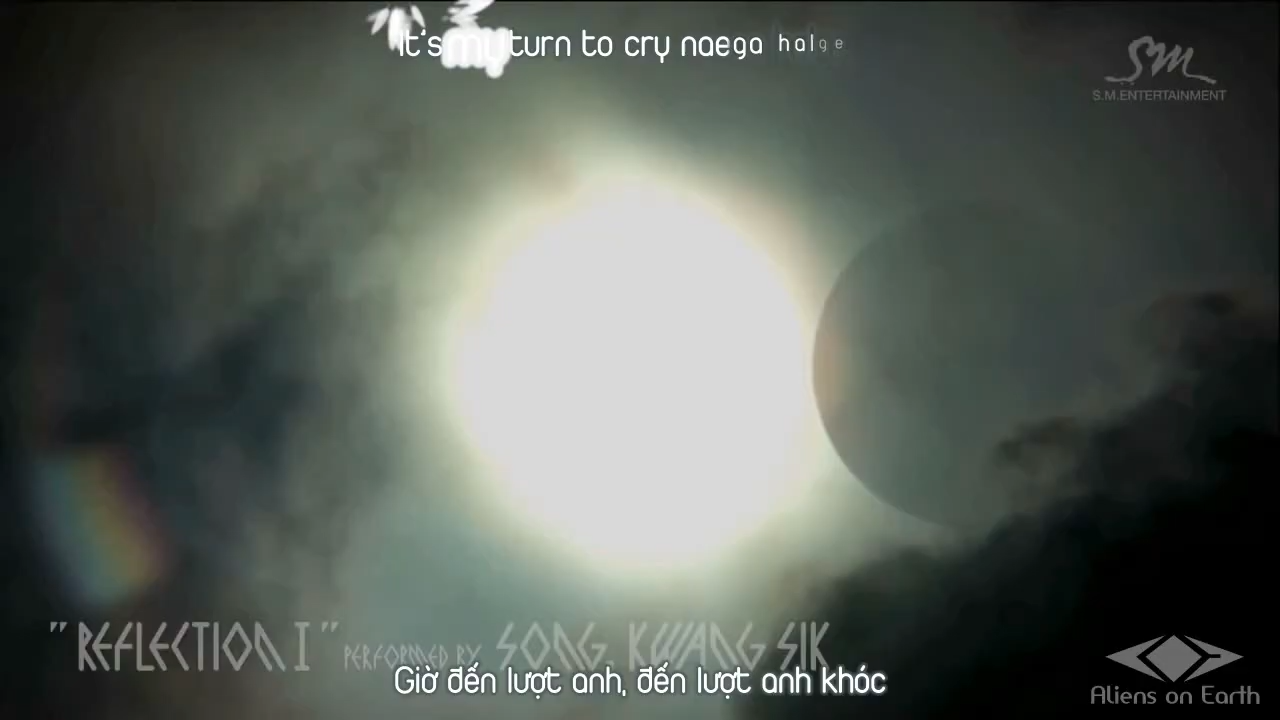 It's my turn to cry naega halge
S.M.ENTERTAINMENT
"REFLECTION I" PERFORMED BY SONG KWANG SIK
Giờ đến lượt anh, đến lượt anh khóc
Aliens on Earth